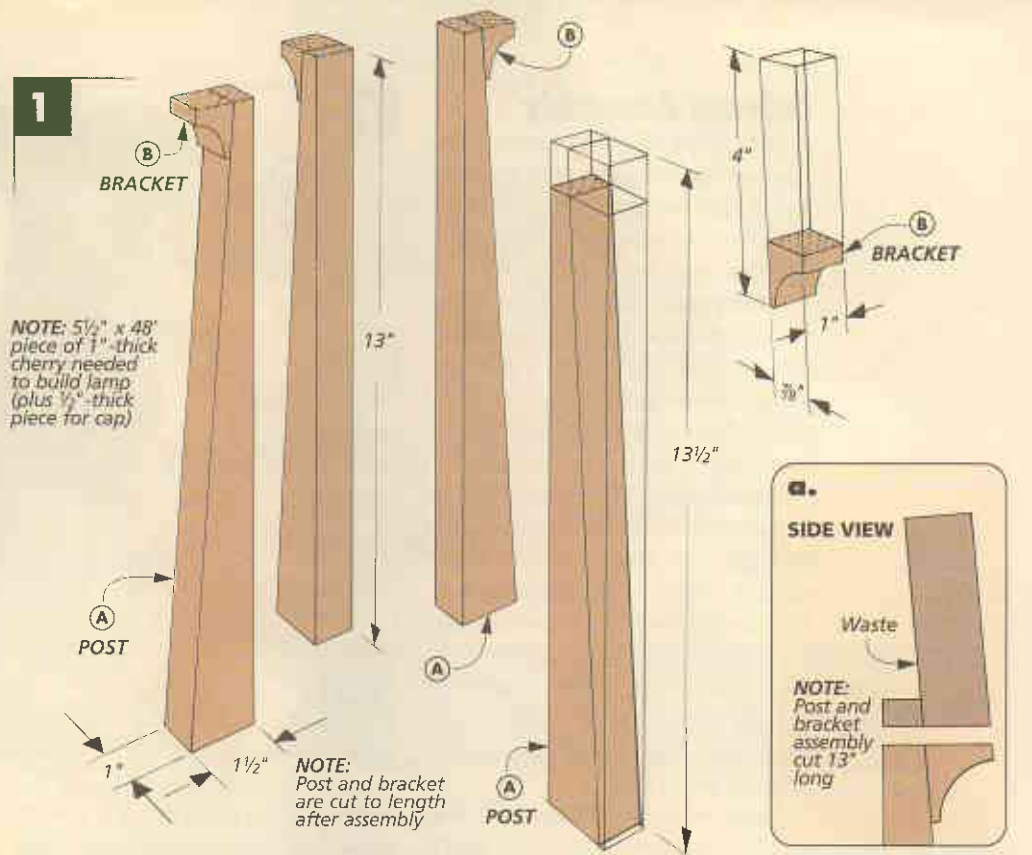 1
B
BRACKET
B
4"
B
BRACKET
1"
7/8"
NOTE: 5½" x 48'
piece of 1"-thick
cherry needed
to build lamp
(plus ½"-thick
piece for cap)
13"
13½"
A
POST
A
1"
1½"
NOTE:
Post and bracket
are cut to length
after assembly
A
POST
a.
SIDE VIEW
Waste
NOTE:
Post and
bracket
assembly
cut 13"
long